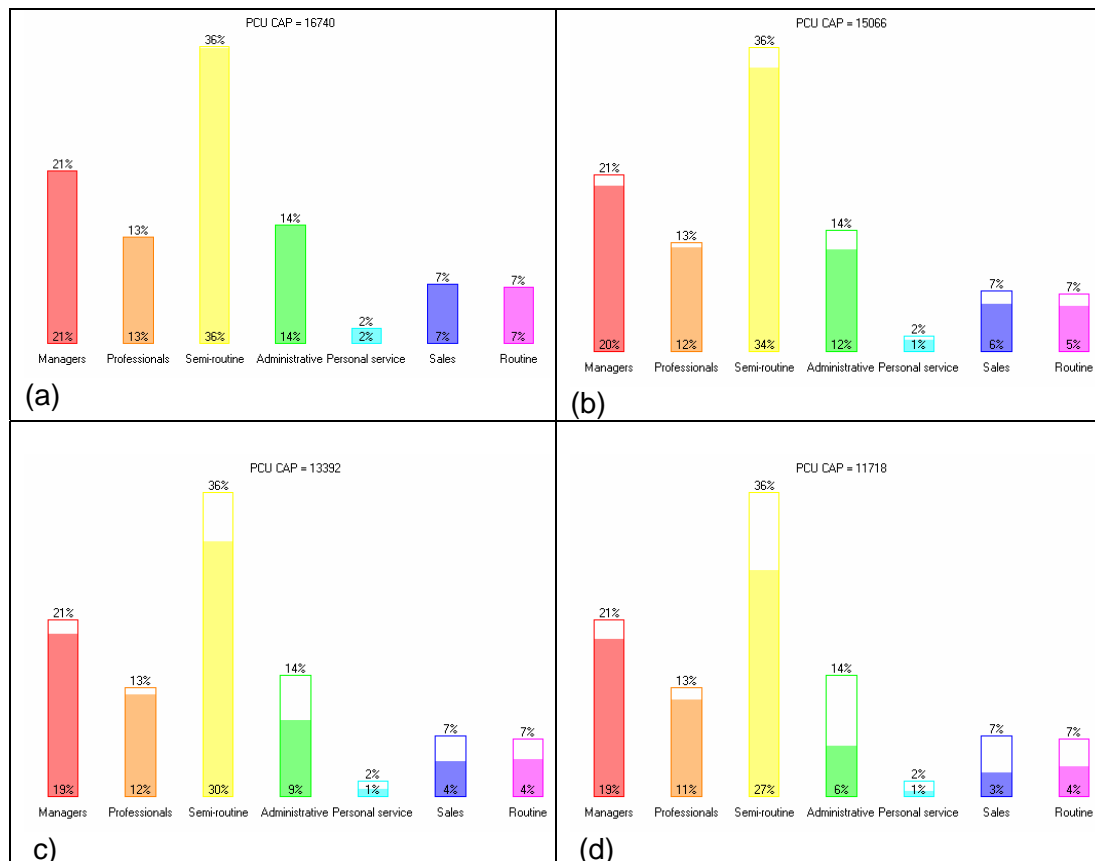 PCU CAP = 16740
36%
21%
14%
13%
7%
7%
2%
21% 13% 36% 14% 2% 7% 7%
Managers Professionals Semi-routine Administrative Personal service Sales Routine
(a)
PCU CAP = 15066
36%
21%
14%
13%
7%
7%
2%
20% 12% 34% 12% 1% 6% 5%
Managers Professionals Semi-routine Administrative Personal service Sales Routine
(b)
PCU CAP = 13392
36%
21%
14%
13%
7%
7%
2%
19% 12% 30% 9% 1% 4% 4%
Managers Professionals Semi-routine Administrative Personal service Sales Routine
c)
PCU CAP = 11718
36%
21%
14%
13%
7%
7%
2%
19% 11% 27% 6% 1% 3% 4%
Managers Professionals Semi-routine Administrative Personal service Sales Routine
(d)